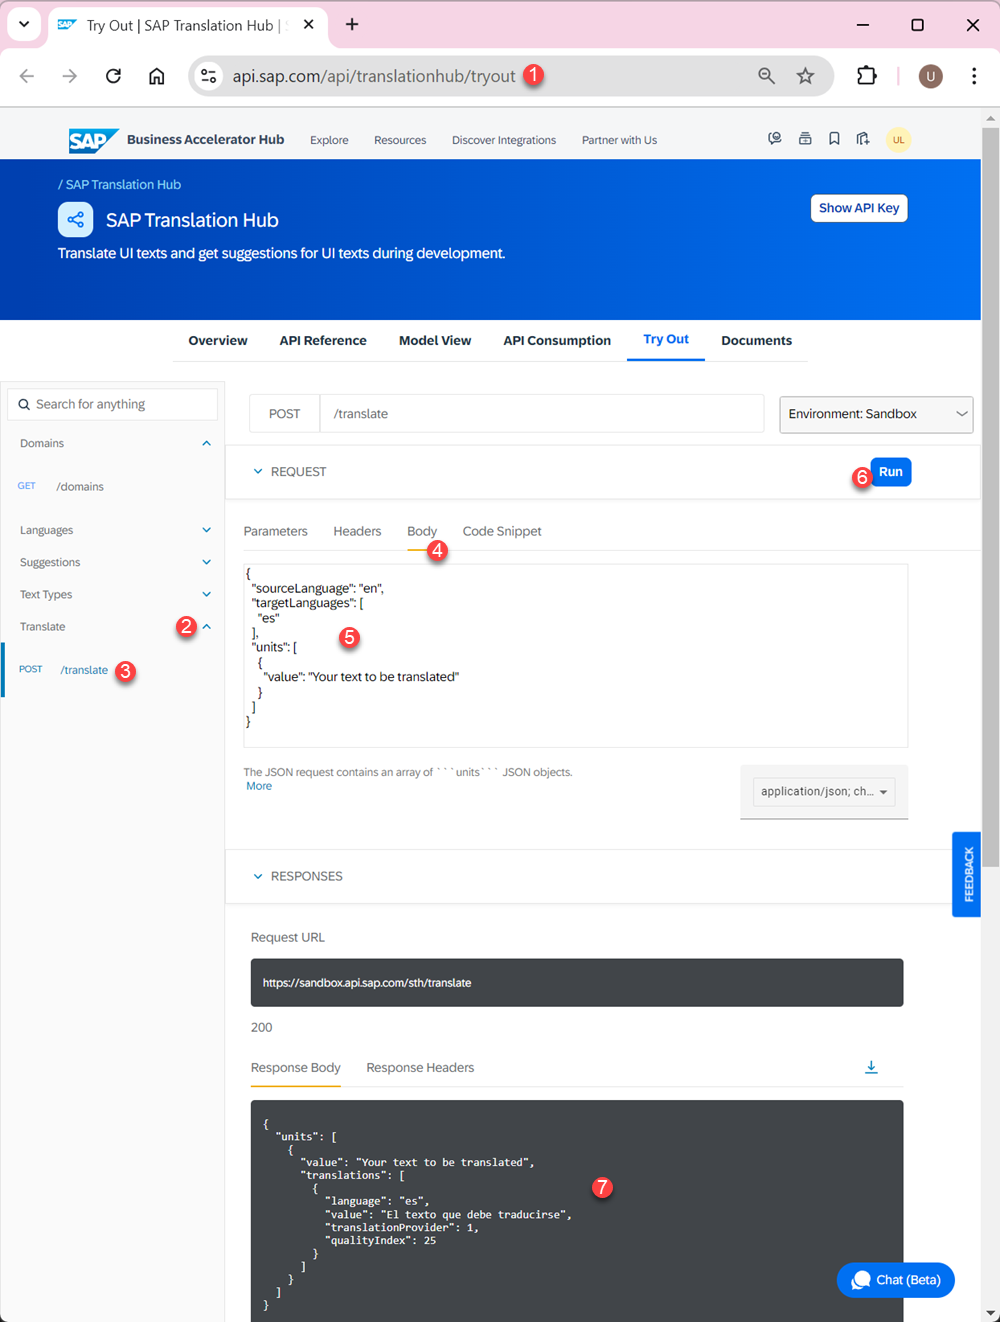 Try Out | SAP Translation Hub |
api.sap.com/api/translationhub/tryout 1
U
SAP Business Accelerator Hub Explore Resources Discover Integrations Partner with Us UL
/ SAP Translation Hub
SAP Translation Hub
Show API Key
Translate UI texts and get suggestions for UI texts during development.
Overview API Reference Model View API Consumption Try Out Documents
Search for anything
POST /translate Environment: Sandbox
Domains
GET /domains
Languages
Suggestions
Text Types
Translate 2
POST /translate 3
REQUEST 6 Run
Parameters Headers Body Code Snippet
4
{
"sourceLanguage": "en",
"targetLanguages": [
"es"
],
5
"units": [
{
"value": "Your text to be translated"
}
]
}
The JSON request contains an array of ```units``` JSON objects.
More
application/json; ch...
RESPONSES
FEEDBACK
Request URL
https://sandbox.api.sap.com/sth/translate
200
Response Body Response Headers
{
"units": [
{
"value": "Your text to be translated",
"translations": [
{
7
"language": "es",
"value": "El texto que debe traducirse",
"translationProvider": 1,
"qualityIndex": 25
}
]
}
]
}
Chat (Beta)